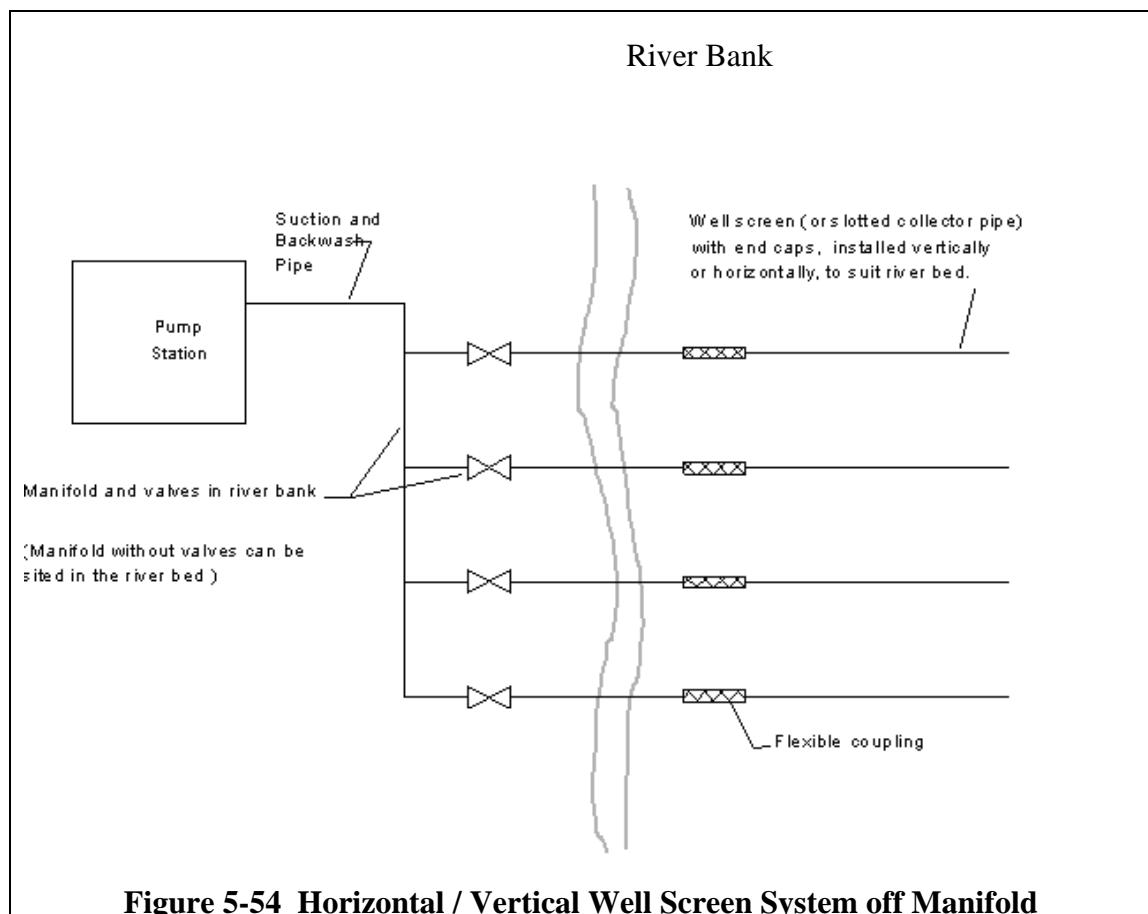 River Bank
Suction and
Backwash
Pipe
Well screen (or slotted collector pipe)
with end caps, installed vertically
or horizontally, to suit river bed.
Pump
Station
Manifold and valves in river bank
(Manifold without valves can be
sited in the river bed )
Flexible coupling
Figure 5-54 Horizontal / Vertical Well Screen System off Manifold